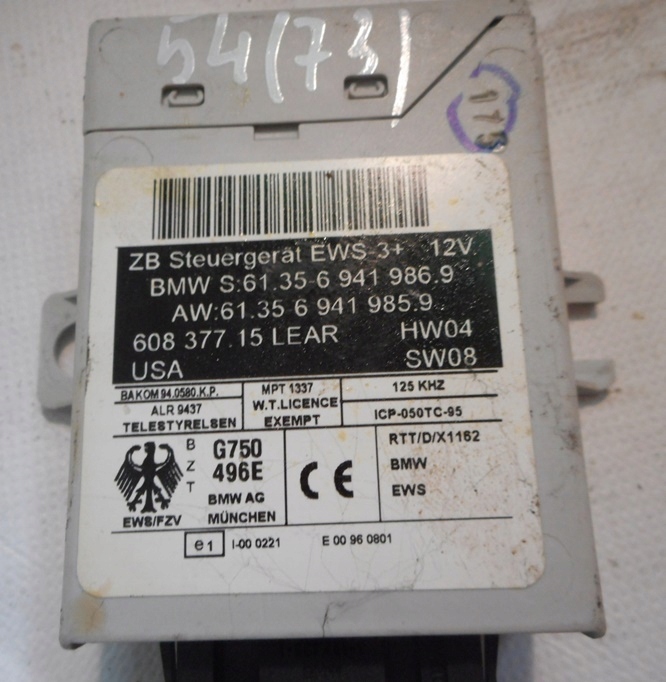 54(73)
115
ZB Steuergerät EWS 3+ 12V
BMW S:61.35-6 941 986.9
AW:61.35-6 941 985.9
608 377.15 LEAR HW04
USA SW08
BAKOM 94.0580.K.P. MPT 1337 125 KHZ
ALR 9437 W.T.LICENCE
TELESTYRELSEN EXEMPT ICP-050TC-95
B Z T
G750
496E
BMW AG
MÜNCHEN
EWS/FZV
CE
RTT/D/X1162
BMW
EWS
e1 I-00 0221 E 00 96 0801